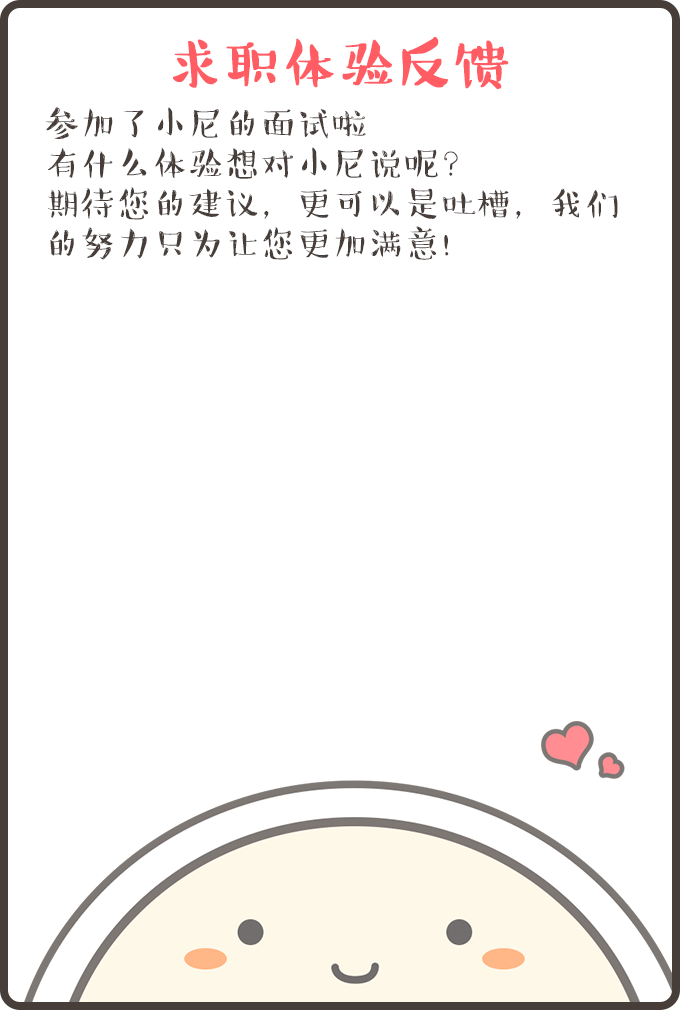 求职体验反馈
参加了小尼的面试啦
有什么体验想对小尼说呢?
期待您的建议，更可以是吐槽，我们
的努力只为让您更加满意!